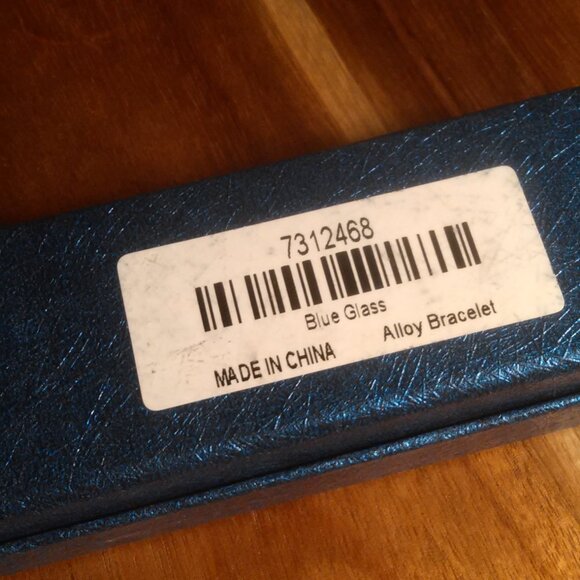 7312468
Blue Glass
MADE IN CHINA Alloy Bracelet